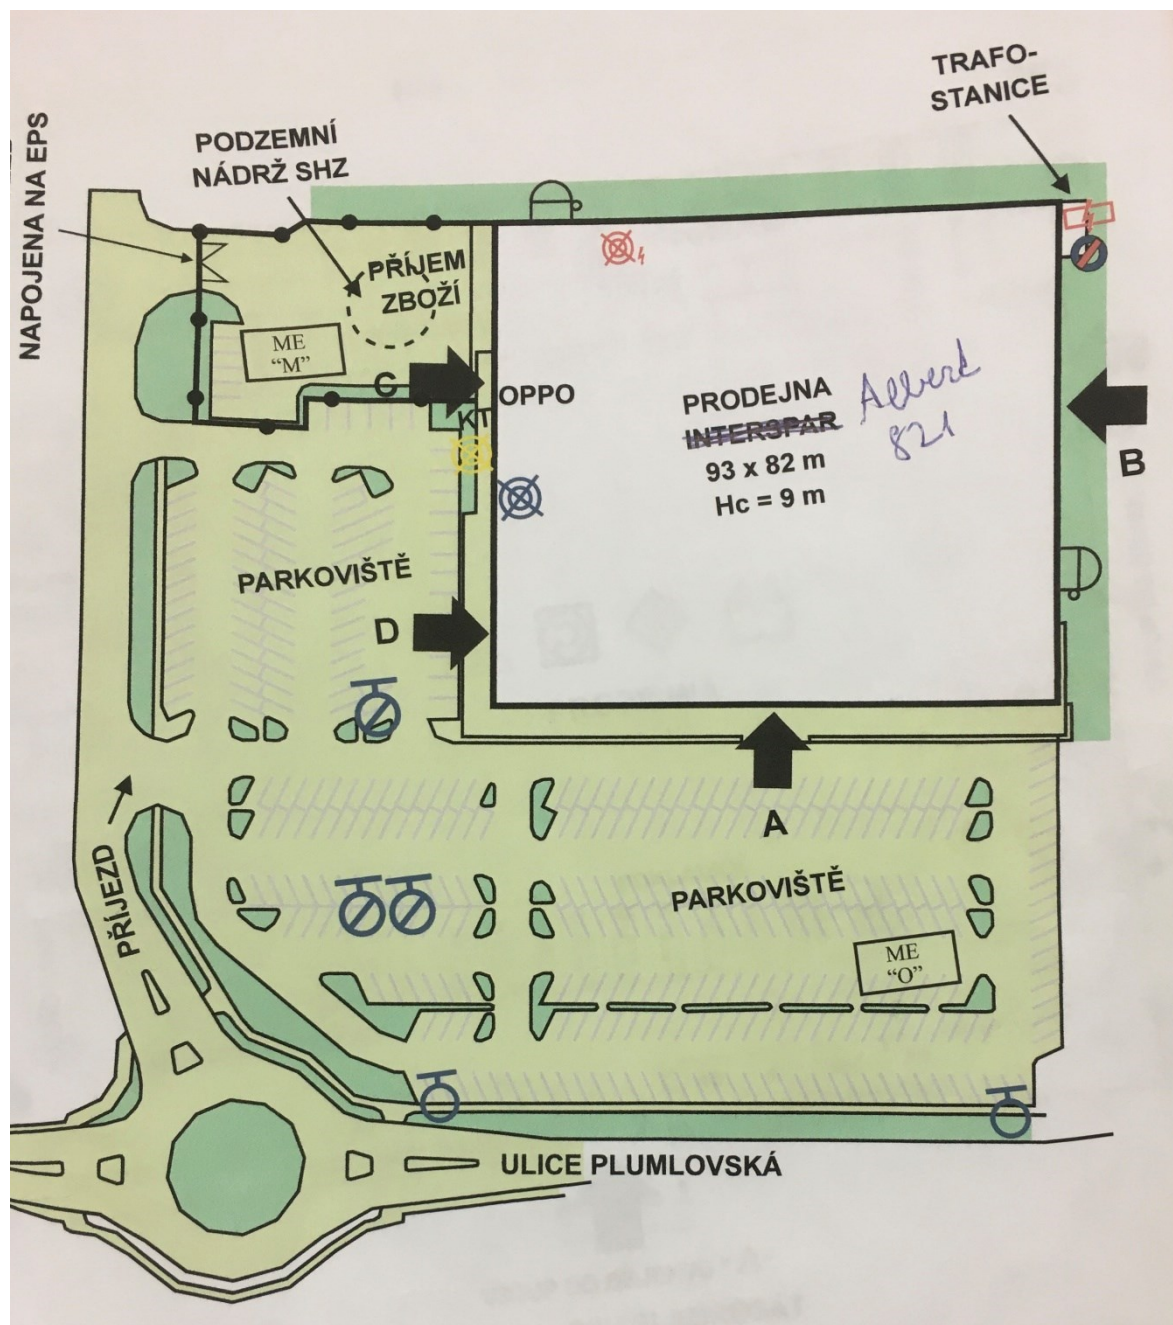 TRAFO-
STANICE
NAPOJENA NA EPS
PODZEMNÍ
NÁDRŽ SHZ
PŘÍJEM
ZBOŽÍ
ME
“M”
C
OPPO
KT
PRODEJNA
INTERSPAR
Albert
821
93 x 82 m
Hc = 9 m
B
PARKOVIŠTĚ
D
A
PŘÍJEZD
PARKOVIŠTĚ
ME
“O”
ULICE PLUMLOVSKÁ